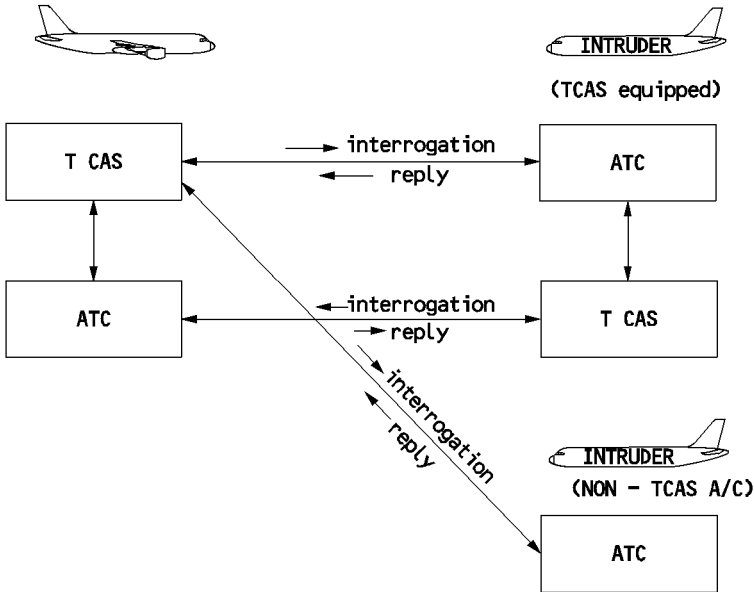 INTRUDER
(TCAS equipped)
T CAS
interrogation
reply
ATC
ATC
interrogation
reply
T CAS
interrogation
reply
INTRUDER
(NON - TCAS A/C)
ATC